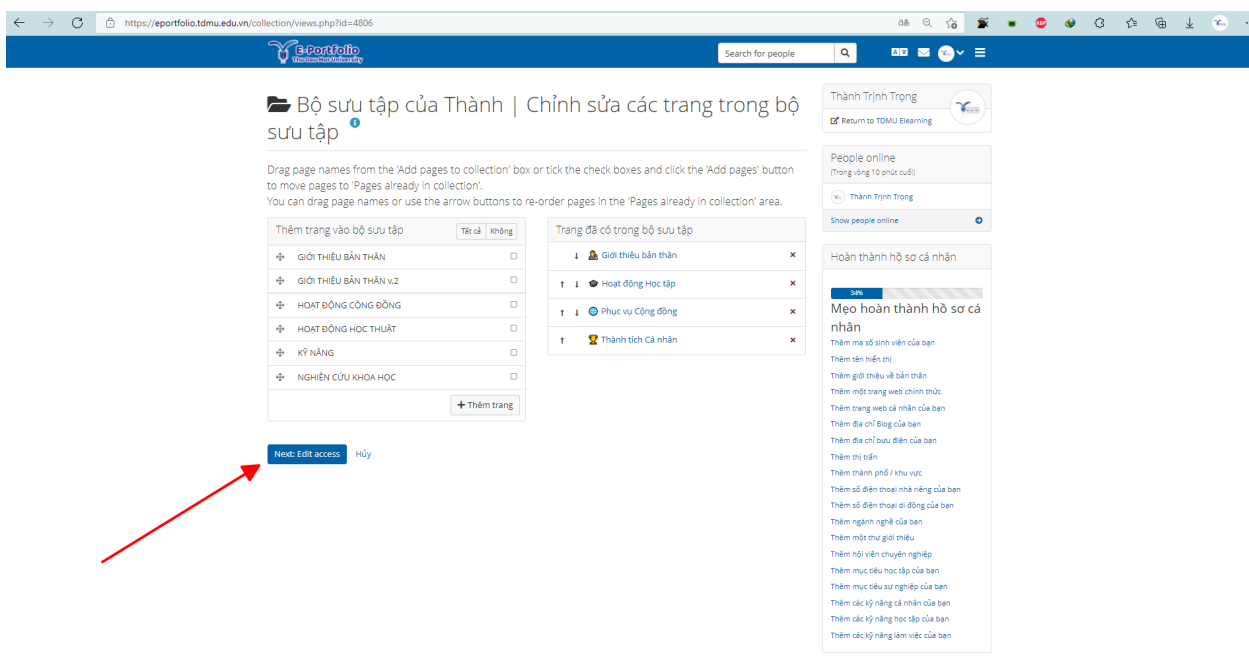 https://eportfolio.tdmu.edu.vn/collection/views.php?id=4806
E-Portfolio
Thu Dau Mot University
Search for people
Bộ sưu tập của Thành | Chỉnh sửa các trang trong bộ
sưu tập
Drag page names from the 'Add pages to collection' box or tick the check boxes and click the 'Add pages' button
to move pages to 'Pages already in collection'.
You can drag page names or use the arrow buttons to re-order pages in the 'Pages already in collection' area.
Thêm trang vào bộ sưu tập
Tất cả Không
GIỚI THIỆU BẢN THÂN
GIỚI THIỆU BẢN THÂN v.2
HOẠT ĐỘNG CỘNG ĐỒNG
HOẠT ĐỘNG HỌC THUẬT
KỸ NĂNG
NGHIÊN CỨU KHOA HỌC
+ Thêm trang
Trang đã có trong bộ sưu tập
Giới thiệu bản thân
Hoạt động Học tập
Phục vụ Cộng đồng
Thành tích Cá nhân
Next: Edit access Hủy
Thành Trịnh Trọng
Return to TDMU Elearning
People online
(Trong vòng 10 phút cuối)
Thành Trịnh Trọng
Show people online
Hoàn thành hồ sơ cá nhân
34%
Mẹo hoàn thành hồ sơ cá
nhân
Thêm ma số sinh viên của bạn
Thêm tên hiển thị
Thêm giới thiệu về bản thân
Thêm một trang web chính thức
Thêm trang web cá nhân của bạn
Thêm địa chỉ Blog của bạn
Thêm địa chỉ bưu điện của bạn
Thêm thị trấn
Thêm thành phố / khu vực
Thêm số điện thoại nhà riêng của bạn
Thêm số điện thoại di động của bạn
Thêm ngành nghề của bạn
Thêm một thư giới thiệu
Thêm hội viên chuyên nghiệp
Thêm mục tiêu học tập của bạn
Thêm mục tiêu sự nghiệp của bạn
Thêm các kỹ năng cá nhân của bạn
Thêm các kỹ năng học tập của bạn
Thêm các kỹ năng làm việc của bạn